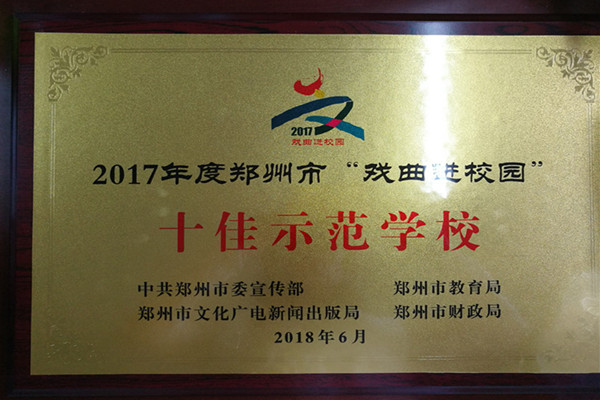 2017
戏曲进校园
2017年度郑州市“戏曲进校园”
十佳示范学校
中共郑州市委宣传部 郑州市教育局
郑州市文化广电新闻出版局 郑州市财政局
2018年6月